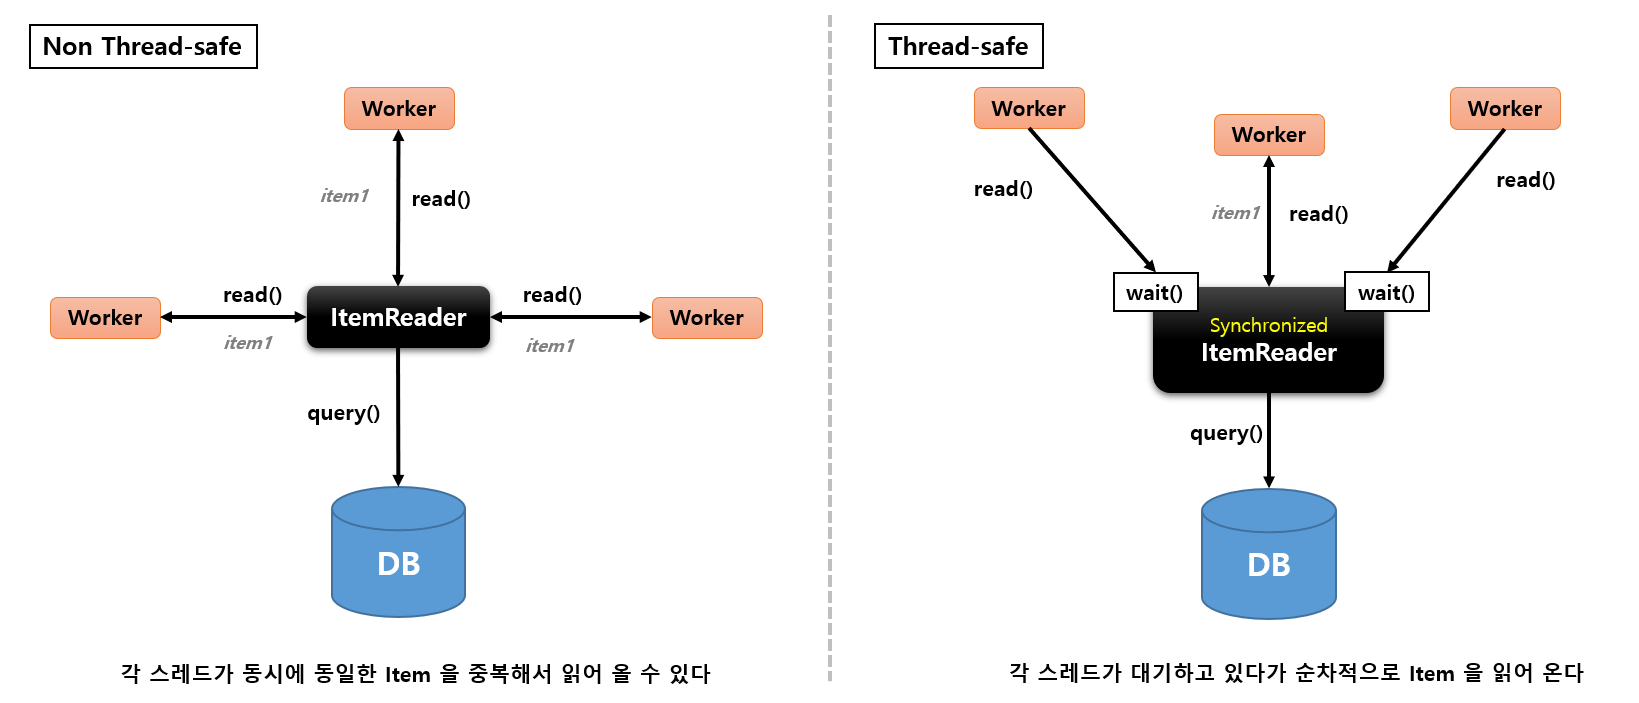 Non Thread-safe
Worker
item1
read()
read()
read()
Worker
ItemReader
Worker
item1
item1
query()
DB
각 스레드가 동시에 동일한 Item 을 중복해서 읽어 올 수 있다
Thread-safe
Worker
Worker
Worker
read()
read()
item1
read()
wait()
wait()
Synchronized
ItemReader
query()
DB
각 스레드가 대기하고 있다가 순차적으로 Item 을 읽어 온다